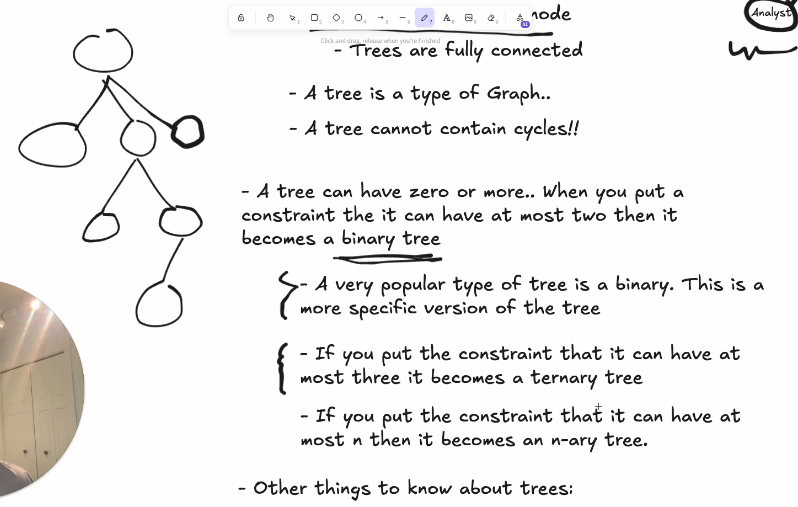 node
Analyst
Click and drag, release when you're finished
- Trees are fully connected
- A tree is a type of Graph..
- A tree cannot contain cycles!!
- A tree can have zero or more.. When you put a
constraint the it can have at most two then it
becomes a binary tree
- A very popular type of tree is a binary. This is a
more specific version of the tree
- If you put the constraint that it can have at
most three it becomes a ternary tree
- If you put the constraint that it can have at
most n then it becomes an n-ary tree.
- Other things to know about trees: